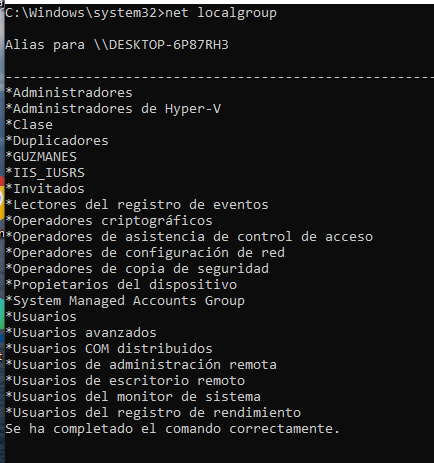 C:\Windows\system32>net localgroup
Alias para \\DESKTOP-6P87RH3
-------------------------------------------------------
*Administradores
*Administradores de Hyper-V
*Clase
*Duplicadores
*GUZMANES
*IIS_IUSRS
*Invitados
*Lectores del registro de eventos
*Operadores criptográficos
*Operadores de asistencia de control de acceso
*Operadores de configuración de red
*Operadores de copia de seguridad
*Propietarios del dispositivo
*System Managed Accounts Group
*Usuarios
*Usuarios avanzados
*Usuarios COM distribuidos
*Usuarios de administración remota
*Usuarios de escritorio remoto
*Usuarios del monitor de sistema
*Usuarios del registro de rendimiento
Se ha completado el comando correctamente.